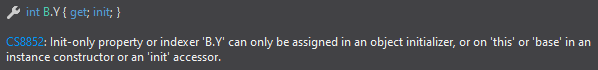 int B.Y { get; init; }
CS8852: Init-only property or indexer 'B.Y' can only be assigned in an object initializer, or on 'this' or 'base' in an
instance constructor or an 'init' accessor.